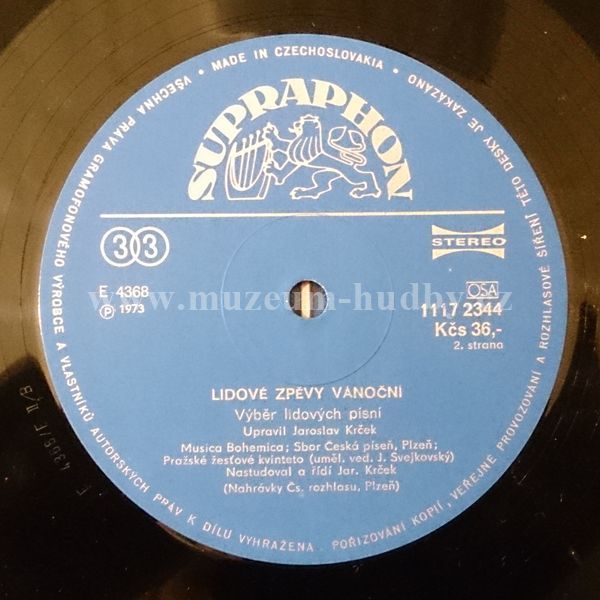 VŠECHNA PRÁVA GRAMOFONOVÉHO VÝROBCE A VLASTNÍKŮ AUTORSKÝCH PRÁV K DÍLU VYHRAŽENA. POŘIZOVÁNÍ KOPIÍ, VEŘEJNÉ PROVOZOVÁNÍ A ROZHLASOVÉ ŠÍŘENÍ TÉTO DESKY JE ZAKÁZÁNO
• MADE IN CZECHOSLOVAKIA •
SUPRAPHON
33
STEREO
E 4368
Ⓟ 1973
OSA
1117 2344
Kčs 36,-
2. strana
www.muzeum-hudby.cz
LIDOVÉ ZPĚVY VÁNOČNÍ
Výběr lidových písní
Upravil Jaroslav Krček
Musica Bohemica; Sbor Česká píseň, Plzeň;
Pražské žesťové kvinteto (uměl. ved. J. Svejkovský)
Nastudoval a řídí Jar. Krček
(Nahrávky Čs. rozhlasu, Plzeň)